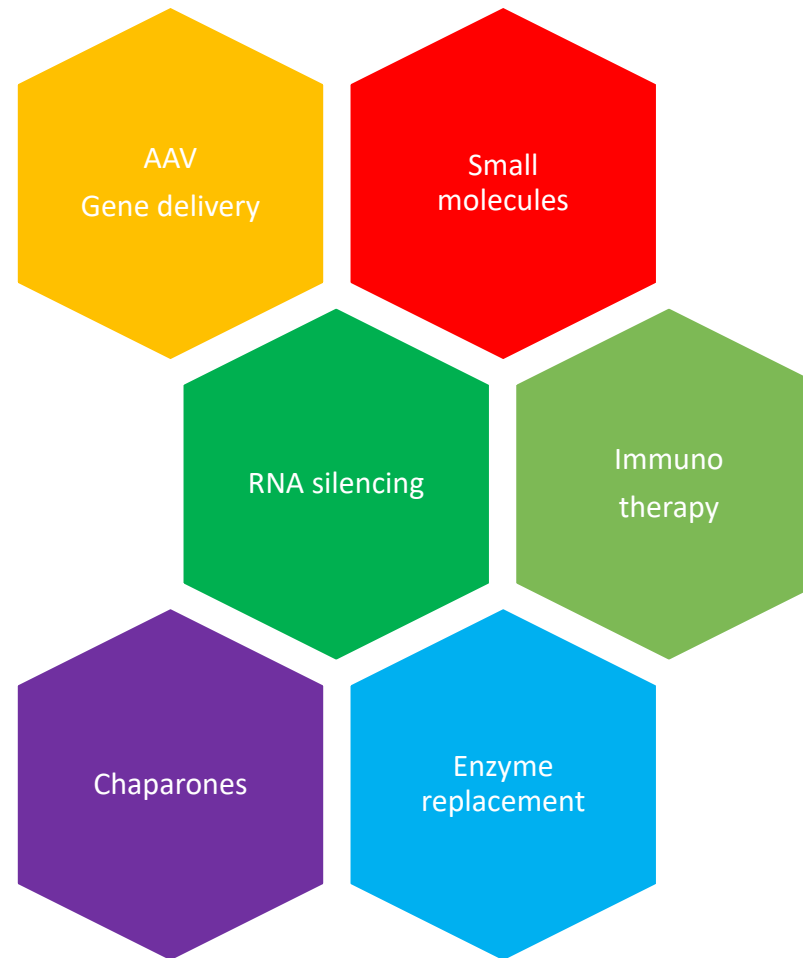 AAV
Gene delivery
Small
molecules
RNA silencing
Immuno
therapy
Chaparones
Enzyme
replacement